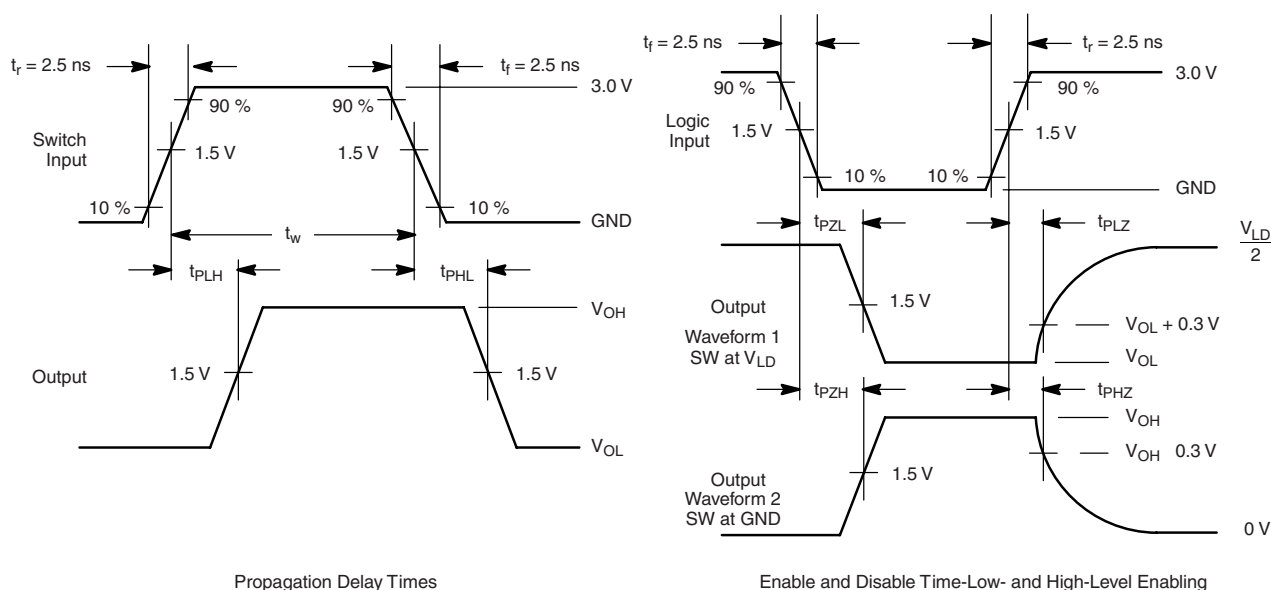 tr = 2.5 ns
tf = 2.5 ns
3.0 V
90 %
90 %
Switch
Input
1.5 V
1.5 V
10 %
10 %
GND
tw
tPLH
tPHL
VOH
Output
1.5 V
1.5 V
VOL
Propagation Delay Times
tf = 2.5 ns
tr = 2.5 ns
3.0 V
90 %
90 %
Logic
Input
1.5 V
1.5 V
10 %
10 %
GND
tPZL
tPLZ
VLD
2
Output
Waveform 1
SW at VLD
1.5 V
VOL + 0.3 V
VOL
tPZH
tPHZ
VOH
VOH 0.3 V
Output
Waveform 2
SW at GND
1.5 V
0 V
Enable and Disable Time-Low- and High-Level Enabling